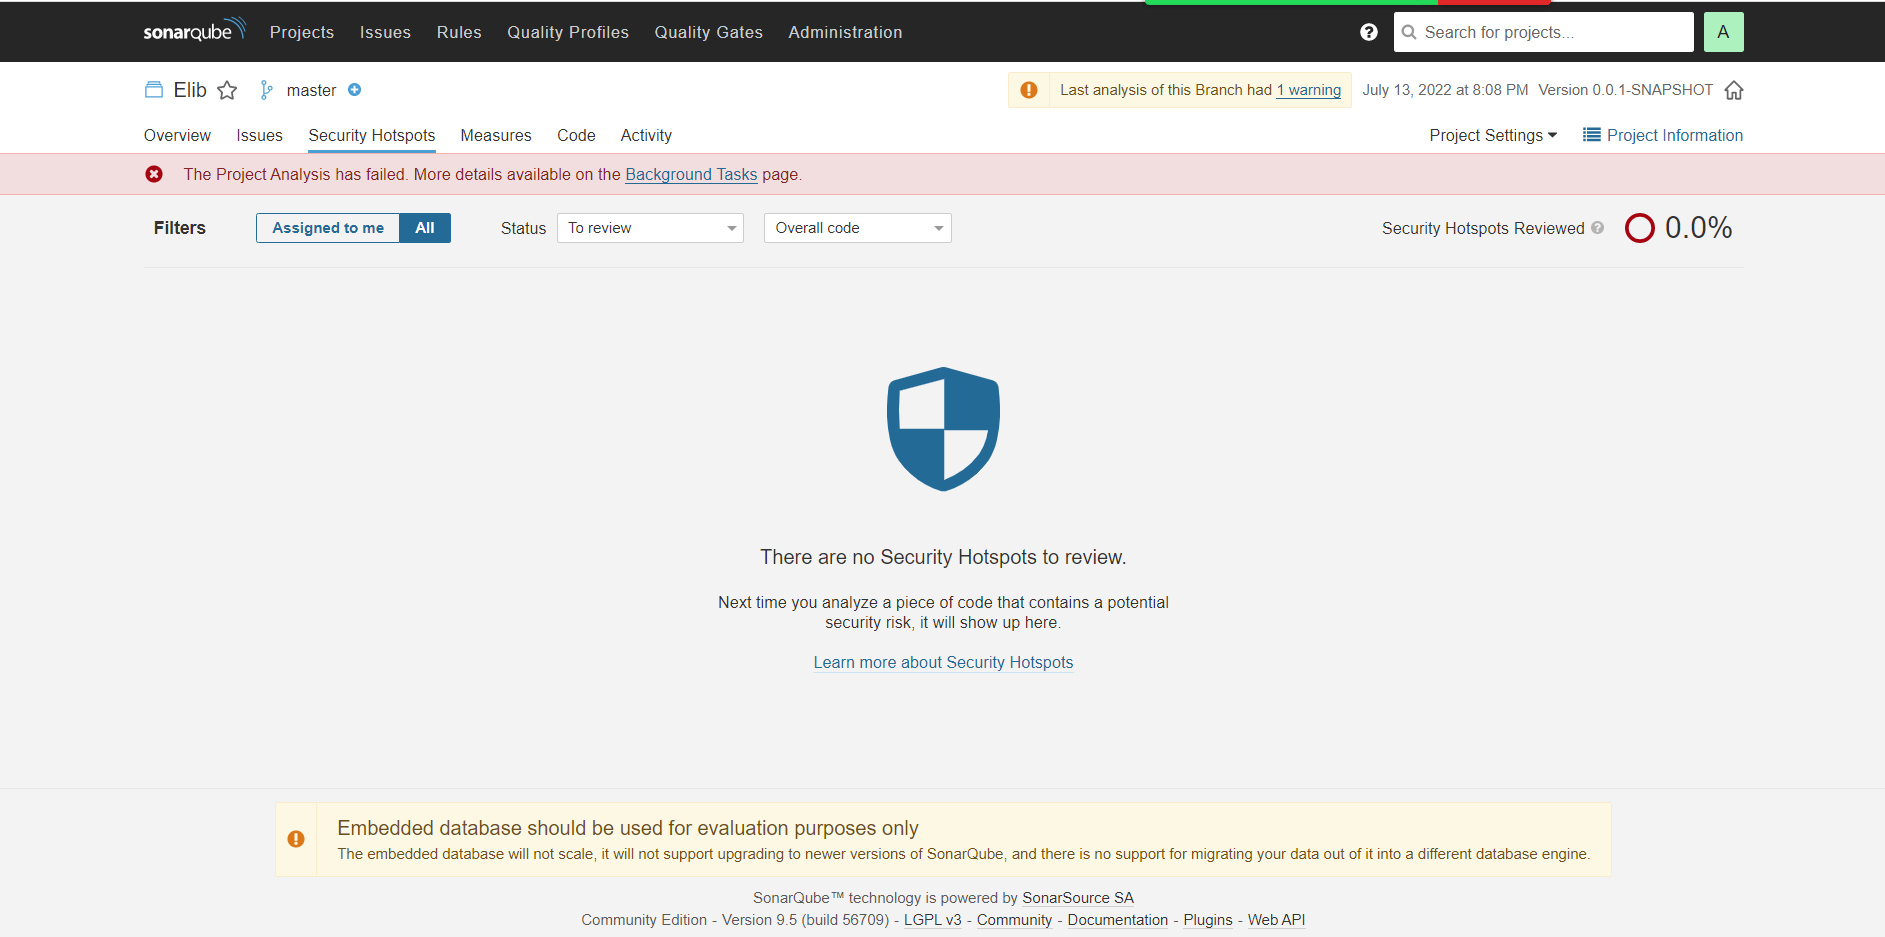 sonarqube Projects Issues Rules Quality Profiles Quality Gates Administration ? Search for projects... A
Elib master Last analysis of this Branch had 1 warning July 13, 2022 at 8:08 PM Version 0.0.1-SNAPSHOT
Overview Issues Security Hotspots Measures Code Activity Project Settings Project Information
The Project Analysis has failed. More details available on the Background Tasks page.
Filters Assigned to me All Status To review Overall code Security Hotspots Reviewed ? 0.0%
There are no Security Hotspots to review.
Next time you analyze a piece of code that contains a potential
security risk, it will show up here.
Learn more about Security Hotspots
Embedded database should be used for evaluation purposes only
The embedded database will not scale, it will not support upgrading to newer versions of SonarQube, and there is no support for migrating your data out of it into a different database engine.
SonarQube™ technology is powered by SonarSource SA
Community Edition - Version 9.5 (build 56709) - LGPL v3 - Community - Documentation - Plugins - Web API